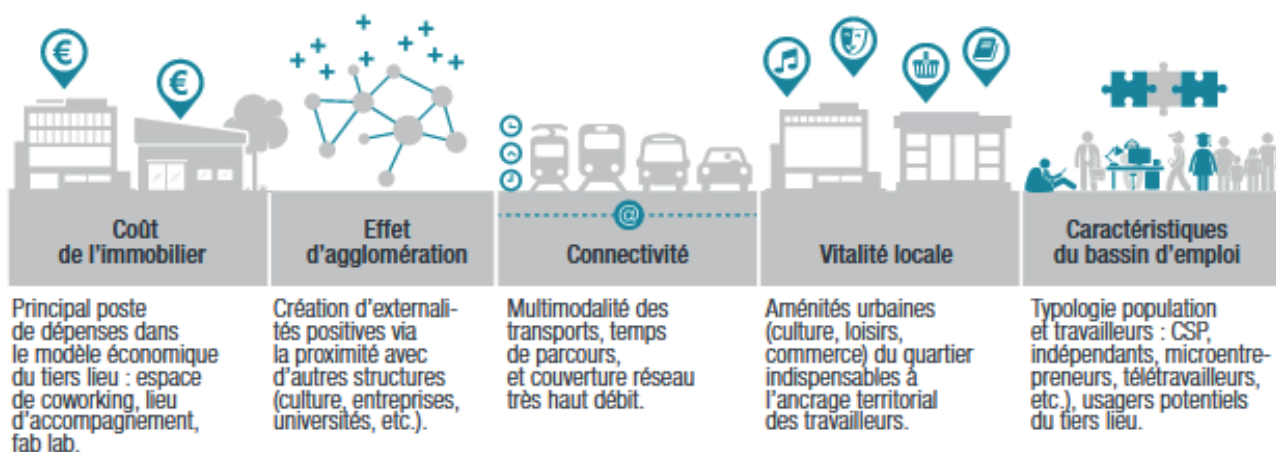 €
€
@
Coût
de l’immobilier
Effet
d’agglomération
Connectivité
Vitalité locale
Caractéristiques
du bassin d’emploi
Principal poste
de dépenses dans
le modèle économique
du tiers lieu : espace
de coworking, lieu
d’accompagnement,
fab lab.
Création d’externali-
tés positives via
la proximité avec
d’autres structures
(culture, entreprises,
universités, etc.).
Multimodalité des
transports, temps
de parcours,
et couverture réseau
très haut débit.
Aménités urbaines
(culture, loisirs,
commerce) du quartier
indispensables à
l’ancrage territorial
des travailleurs.
Typologie population
et travailleurs : CSP,
indépendants, microentre-
preneurs, télétravailleurs,
etc.), usagers potentiels
du tiers lieu.